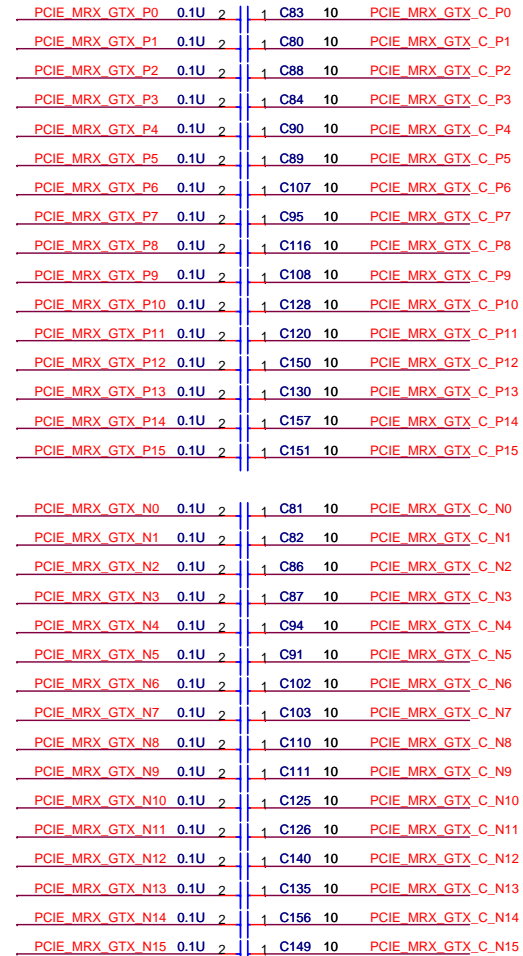 PCIE_MRX_GTX_P0 0.1U 2 1 C83 10 PCIE_MRX_GTX_C_P0
PCIE_MRX_GTX_P1 0.1U 2 1 C80 10 PCIE_MRX_GTX_C_P1
PCIE_MRX_GTX_P2 0.1U 2 1 C88 10 PCIE_MRX_GTX_C_P2
PCIE_MRX_GTX_P3 0.1U 2 1 C84 10 PCIE_MRX_GTX_C_P3
PCIE_MRX_GTX_P4 0.1U 2 1 C90 10 PCIE_MRX_GTX_C_P4
PCIE_MRX_GTX_P5 0.1U 2 1 C89 10 PCIE_MRX_GTX_C_P5
PCIE_MRX_GTX_P6 0.1U 2 1 C107 10 PCIE_MRX_GTX_C_P6
PCIE_MRX_GTX_P7 0.1U 2 1 C95 10 PCIE_MRX_GTX_C_P7
PCIE_MRX_GTX_P8 0.1U 2 1 C116 10 PCIE_MRX_GTX_C_P8
PCIE_MRX_GTX_P9 0.1U 2 1 C108 10 PCIE_MRX_GTX_C_P9
PCIE_MRX_GTX_P10 0.1U 2 1 C128 10 PCIE_MRX_GTX_C_P10
PCIE_MRX_GTX_P11 0.1U 2 1 C120 10 PCIE_MRX_GTX_C_P11
PCIE_MRX_GTX_P12 0.1U 2 1 C150 10 PCIE_MRX_GTX_C_P12
PCIE_MRX_GTX_P13 0.1U 2 1 C130 10 PCIE_MRX_GTX_C_P13
PCIE_MRX_GTX_P14 0.1U 2 1 C157 10 PCIE_MRX_GTX_C_P14
PCIE_MRX_GTX_P15 0.1U 2 1 C151 10 PCIE_MRX_GTX_C_P15
PCIE_MRX_GTX_N0 0.1U 2 1 C81 10 PCIE_MRX_GTX_C_N0
PCIE_MRX_GTX_N1 0.1U 2 1 C82 10 PCIE_MRX_GTX_C_N1
PCIE_MRX_GTX_N2 0.1U 2 1 C86 10 PCIE_MRX_GTX_C_N2
PCIE_MRX_GTX_N3 0.1U 2 1 C87 10 PCIE_MRX_GTX_C_N3
PCIE_MRX_GTX_N4 0.1U 2 1 C94 10 PCIE_MRX_GTX_C_N4
PCIE_MRX_GTX_N5 0.1U 2 1 C91 10 PCIE_MRX_GTX_C_N5
PCIE_MRX_GTX_N6 0.1U 2 1 C102 10 PCIE_MRX_GTX_C_N6
PCIE_MRX_GTX_N7 0.1U 2 1 C103 10 PCIE_MRX_GTX_C_N7
PCIE_MRX_GTX_N8 0.1U 2 1 C110 10 PCIE_MRX_GTX_C_N8
PCIE_MRX_GTX_N9 0.1U 2 1 C111 10 PCIE_MRX_GTX_C_N9
PCIE_MRX_GTX_N10 0.1U 2 1 C125 10 PCIE_MRX_GTX_C_N10
PCIE_MRX_GTX_N11 0.1U 2 1 C126 10 PCIE_MRX_GTX_C_N11
PCIE_MRX_GTX_N12 0.1U 2 1 C140 10 PCIE_MRX_GTX_C_N12
PCIE_MRX_GTX_N13 0.1U 2 1 C135 10 PCIE_MRX_GTX_C_N13
PCIE_MRX_GTX_N14 0.1U 2 1 C156 10 PCIE_MRX_GTX_C_N14
PCIE_MRX_GTX_N15 0.1U 2 1 C149 10 PCIE_MRX_GTX_C_N15